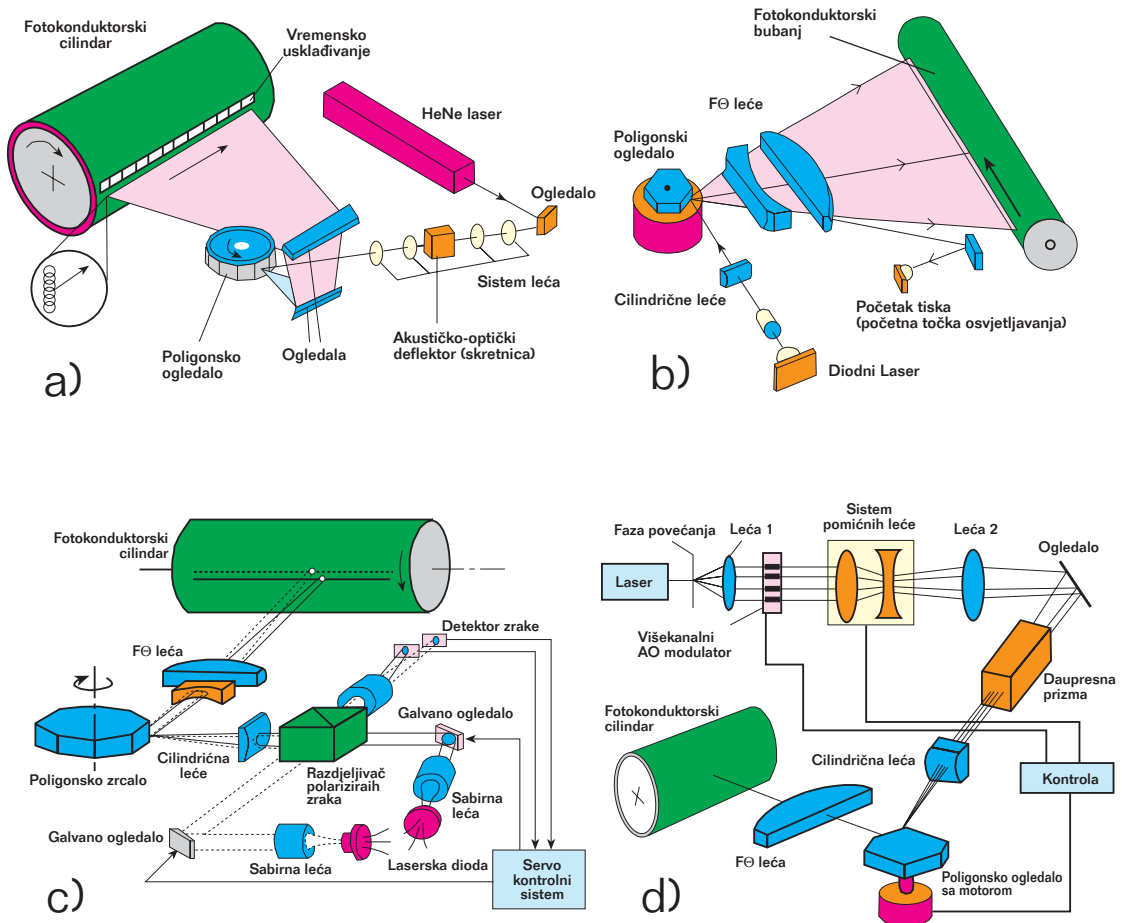 Fotokonduktorski
cilindar
Vremensko
usklađivanje
HeNe laser
Ogledalo
Sistem leća
Akustičko-optički
deflektor (skretnica)
Ogledala
Poligonsko
ogledalo
a)
Fotokonduktorski
bubanj
FΘ leće
Poligonski
ogledalo
Cilindrične leće
Početak tiska
(početna točka osvjetljavanja)
Diodni Laser
b)
Fotokonduktorski
cilindar
Detektor zrake
FΘ leća
Galvano ogledalo
Cilindrična
leće
Poligonsko zrcalo
Razdjeljivač
polariziraih
zraka
Sabirna
leća
Galvano ogledalo
Sabirna leća
Laserska dioda
Servo
kontrolni
sistem
c)
Sistem
pomićnih leće
Faza povećanja
Leća 1
Leća 2
Ogledalo
Laser
Višekanalni
AO modulator
Daupresna
prizma
Fotokonduktorski
cilindar
Cilindrična leća
Kontrola
FΘ leća
Poligonsko ogledalo
sa motorom
d)